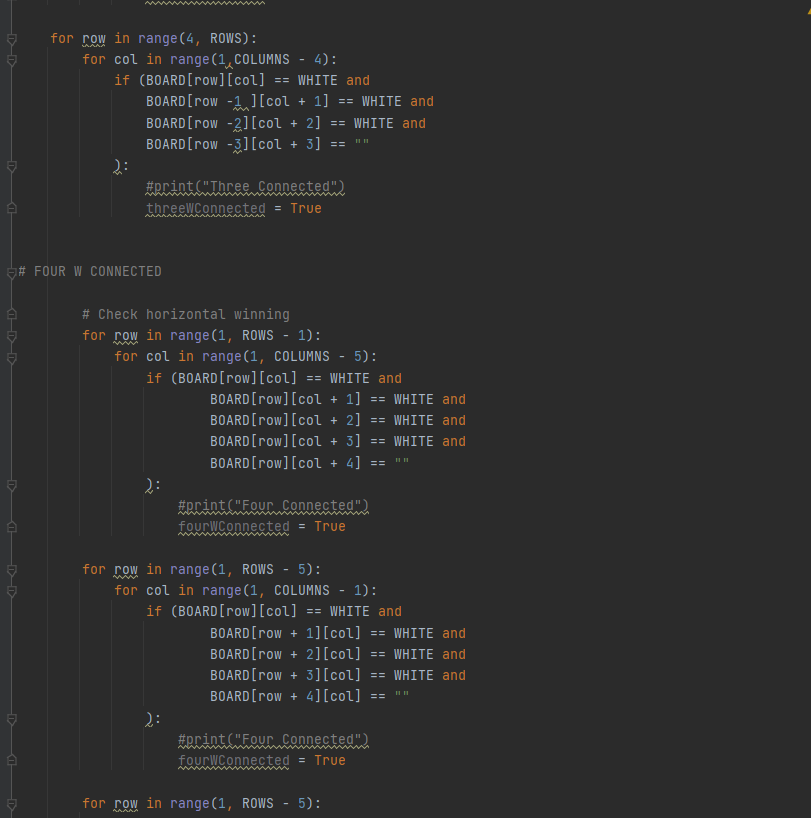 for row in range(4, ROWS):
for col in range(1,COLUMNS - 4):
if (BOARD[row][col] == WHITE and
BOARD[row -1 ][col + 1] == WHITE and
BOARD[row -2][col + 2] == WHITE and
BOARD[row -3][col + 3] == ""
):
#print("Three Connected")
threeWConnected = True
# FOUR W CONNECTED
# Check horizontal winning
for row in range(1, ROWS - 1):
for col in range(1, COLUMNS - 5):
if (BOARD[row][col] == WHITE and
BOARD[row][col + 1] == WHITE and
BOARD[row][col + 2] == WHITE and
BOARD[row][col + 3] == WHITE and
BOARD[row][col + 4] == ""
):
#print("Four Connected")
fourWConnected = True
for row in range(1, ROWS - 5):
for col in range(1, COLUMNS - 1):
if (BOARD[row][col] == WHITE and
BOARD[row + 1][col] == WHITE and
BOARD[row + 2][col] == WHITE and
BOARD[row + 3][col] == WHITE and
BOARD[row + 4][col] == ""
):
#print("Four Connected")
fourWConnected = True
for row in range(1, ROWS - 5):